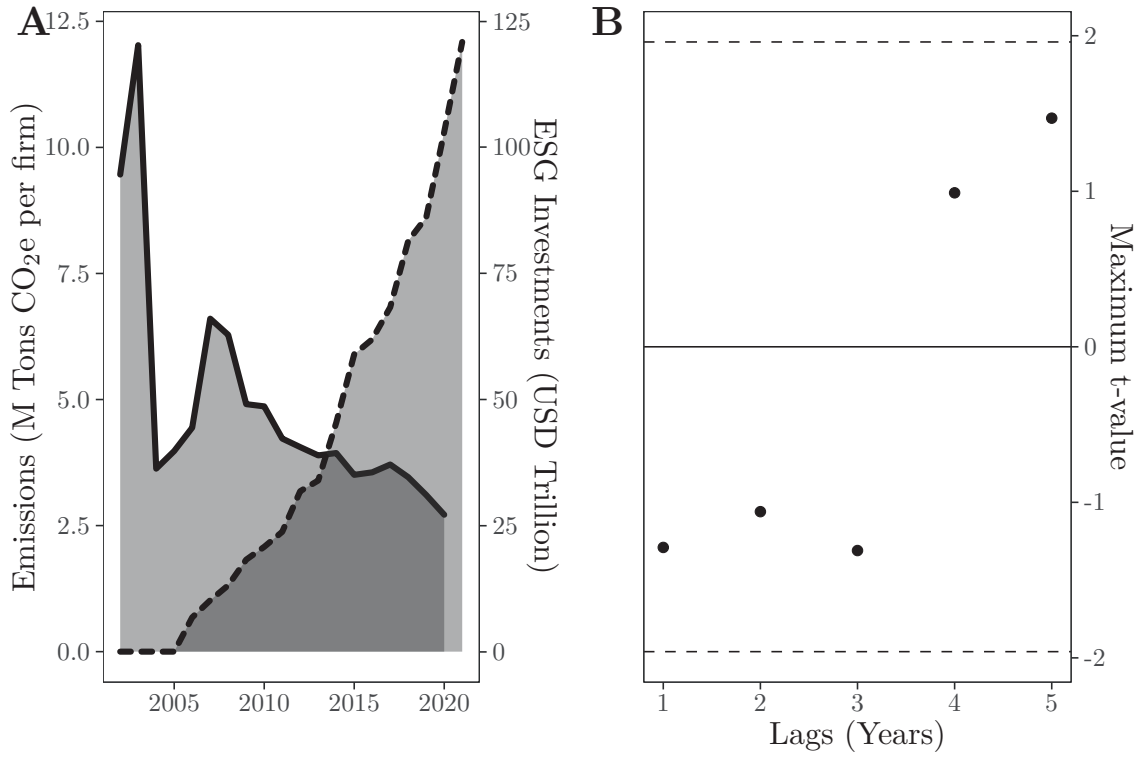 A
12.5
10.0
7.5
5.0
2.5
0.0
Emissions (M Tons CO₂e per firm)
125
100
75
50
25
0
ESG Investments (USD Trillion)
2005 2010 2015 2020
B
2
1
0
-1
-2
Maximum t-value
1 2 3 4 5
Lags (Years)